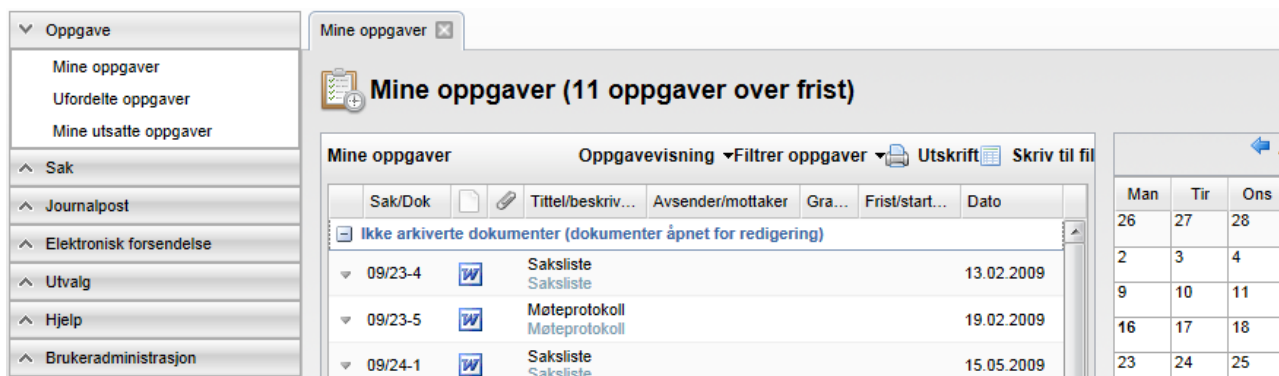 Oppgave
Mine oppgaver
Ufordelte oppgaver
Mine utsatte oppgaver
Sak
Journalpost
Elektronisk forsendelse
Utvalg
Hjelp
Brukeradministrasjon
Mine oppgaver
Mine oppgaver (11 oppgaver over frist)
Mine oppgaver Oppgavevisning Filtrer oppgaver Utskrift Skriv til fil
Sak/Dok Tittel/beskriv... Avsender/mottaker Gra... Frist/start... Dato
Ikke arkiverte dokumenter (dokumenter åpnet for redigering)
09/23-4 Saksliste 13.02.2009
Saksliste
09/23-5 Møteprotokoll 19.02.2009
Møteprotokoll
09/24-1 Saksliste 15.05.2009
Saksliste
Man Tir Ons
26 27 28
2 3 4
9 10 11
16 17 18
23 24 25